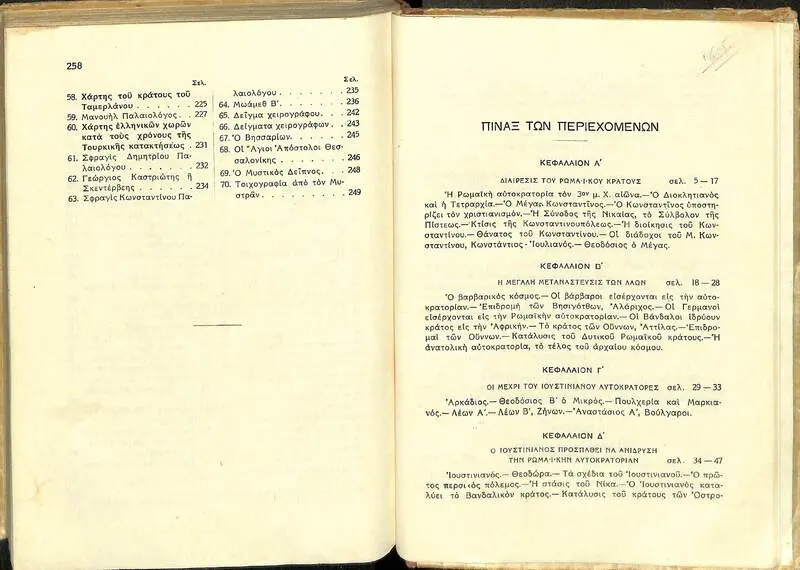 258
Σελ.
58. Χάρτης τοῦ κράτους τοῦ
Ταμερλάνου . . . . . . 225
59. Μανουὴλ Παλαιολόγος. . 227
60. Χάρτης ἑλληνικῶν χωρῶν
κατὰ τοὺς χρόνους τῆς
Τουρκικῆς κατακτήσεως . 231
61. Σφραγὶς Δημητρίου Πα-
λαιολόγου . . . . . . . 232
62. Γεώργιος Καστριώτης ἢ
Σκεντέρβεης . . . . . . 234
63. Σφραγὶς Κωνσταντίνου Πα-
Σελ.
λαιολόγου . . . . . . . 235
64. Μωάμεθ Β'. . . . . . . 236
65. Δεῖγμα χειρογράφου. . . 242
66. Δείγματα χειρογράφων . . 243
67. Ὁ Βησσαρίων. . . . . . 245
68. Οἱ Ἅγιοι Ἀπόστολοι Θεσ-
σαλονίκης . . . . . . . 246
69. Ὁ Μυστικὸς Δεῖπνος. . . 248
70. Τοιχογραφία ἀπὸ τὸν Μυ-
στρᾶν. . . . . . . . . 249
ΠΙΝΑΞ ΤΩΝ ΠΕΡΙΕΧΟΜΕΝΩΝ
ΚΕΦΑΛΑΙΟΝ Α'
ΔΙΑΙΡΕΣΙΣ ΤΟΥ ΡΩΜΑ·Ι·ΚΟΥ ΚΡΑΤΟΥΣ σελ. 5 — 17
Ἡ Ρωμαϊκὴ αὐτοκρατορία τὸν 3ον μ. Χ. αἰῶνα.— Ὁ Διοκλητιανὸς
καὶ ἡ Τετραρχία.— Ὁ Μέγας Κωνσταντῖνος.— Ὁ Κωνσταντῖνος ὑποστη-
ρίζει τὸν χριστιανισμόν.— Ἡ Σύνοδος τῆς Νικαίας, τὸ Σύμβολον τῆς
Πίστεως.— Κτίσις τῆς Κωνσταντινουπόλεως.— Ἡ διοίκησις τοῦ Κων-
σταντίνου.— Θάνατος τοῦ Κωνσταντίνου.— Οἱ διάδοχοι τοῦ Μ. Κων-
σταντίνου, Κωνστάντιος - Ἰουλιανός.— Θεοδόσιος ὁ Μέγας.
ΚΕΦΑΛΑΙΟΝ Β'
Η ΜΕΓΑΛΗ ΜΕΤΑΝΑΣΤΕΥΣΙΣ ΤΩΝ ΛΑΩΝ σελ. 18 — 28
Ὁ βαρβαρικὸς κόσμος.— Οἱ βάρβαροι εἰσέρχονται εἰς τὴν αὐτο-
κρατορίαν.— Ἐπιδρομὴ τῶν Βησιγότθων, Ἀλάριχος.— Οἱ Γερμανοὶ
εἰσέρχονται εἰς τὴν Ρωμαϊκὴν αὐτοκρατορίαν.— Οἱ Βάνδαλοι ἱδρύουν
κράτος εἰς τὴν Ἀφρικήν.— Τὸ κράτος τῶν Οὕννων, Ἀττίλας.— Ἐπιδρο-
μαὶ τῶν Οὕννων.— Κατάλυσις τοῦ Δυτικοῦ Ρωμαϊκοῦ κράτους.— Ἡ
ἀνατολικὴ αὐτοκρατορία, τὸ τέλος τοῦ ἀρχαίου κόσμου.
ΚΕΦΑΛΑΙΟΝ Γ'
ΟΙ ΜΕΧΡΙ ΤΟΥ ΙΟΥΣΤΙΝΙΑΝΟΥ ΑΥΤΟΚΡΑΤΟΡΕΣ σελ. 29 — 33
Ἀρκάδιος.— Θεοδόσιος Β' ὁ Μικρός.— Πουλχερία καὶ Μαρκια-
νός.— Λέων Α'.— Λέων Β', Ζήνων.— Ἀναστάσιος Α', Βούλγαροι.
ΚΕΦΑΛΑΙΟΝ Δ'
Ο ΙΟΥΣΤΙΝΙΑΝΟΣ ΠΡΟΣΠΑΘΕΙ ΝΑ ΑΝΙΔΡΥΣΗ
ΤΗΝ ΡΩΜΑ·Ι·ΚΗΝ ΑΥΤΟΚΡΑΤΟΡΙΑΝ σελ. 34 — 47
Ἰουστινιανός.— Θεοδώρα.— Τὰ σχέδια τοῦ Ἰουστινιανοῦ.— Ὁ πρῶ-
τος περσικὸς πόλεμος.— Ἡ στάσις τοῦ Νίκα.— Ὁ Ἰουστινιανὸς κατα-
λύει τὸ Βανδαλικὸν κράτος.— Κατάλυσις τοῦ κράτους τῶν Ὀστρο-